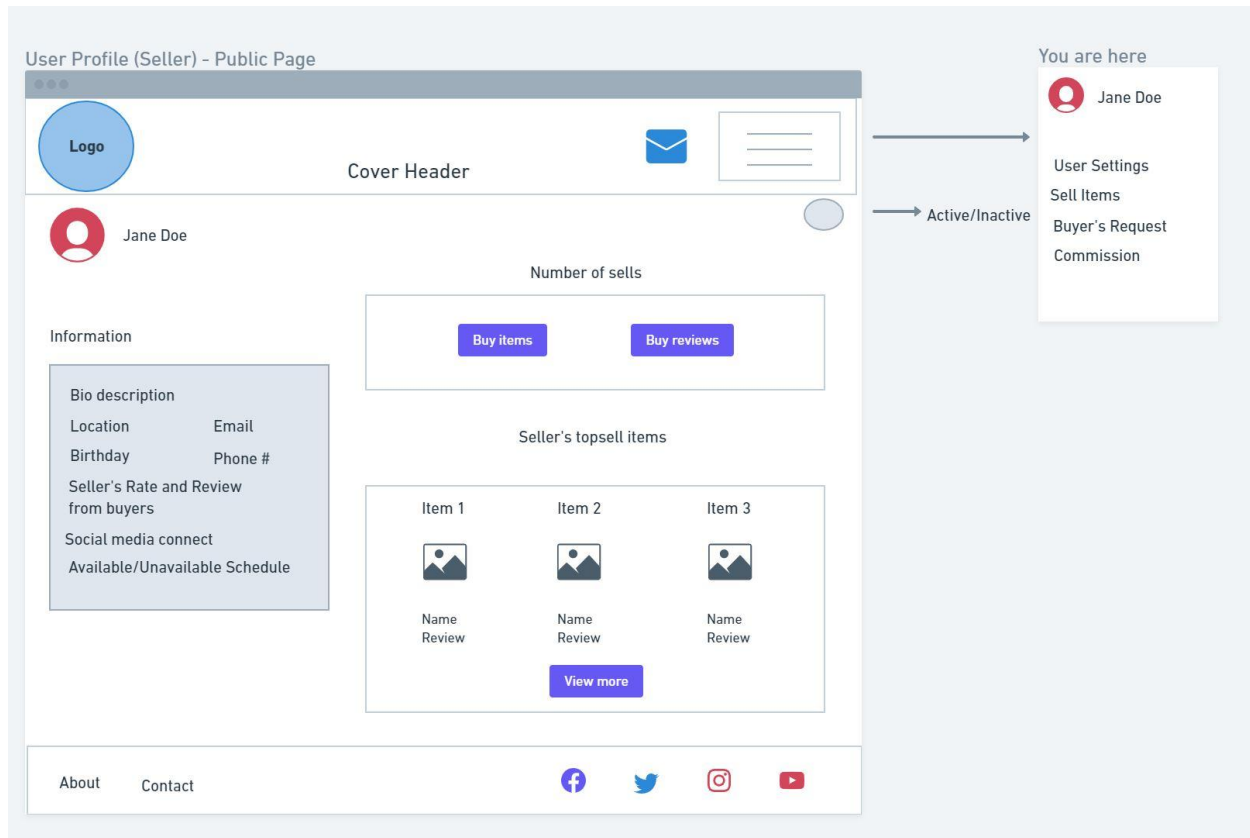 User Profile (Seller) - Public Page
You are here
Logo
Cover Header
Jane Doe
User Settings
Sell Items
Buyer's Request
Commission
Active/Inactive
Jane Doe
Number of sells
Buy items
Buy reviews
Information
Bio description
Location
Email
Birthday
Phone #
Seller's Rate and Review
from buyers
Social media connect
Available/Unavailable Schedule
Seller's topsell items
Item 1
Item 2
Item 3
Name
Review
Name
Review
Name
Review
View more
About
Contact